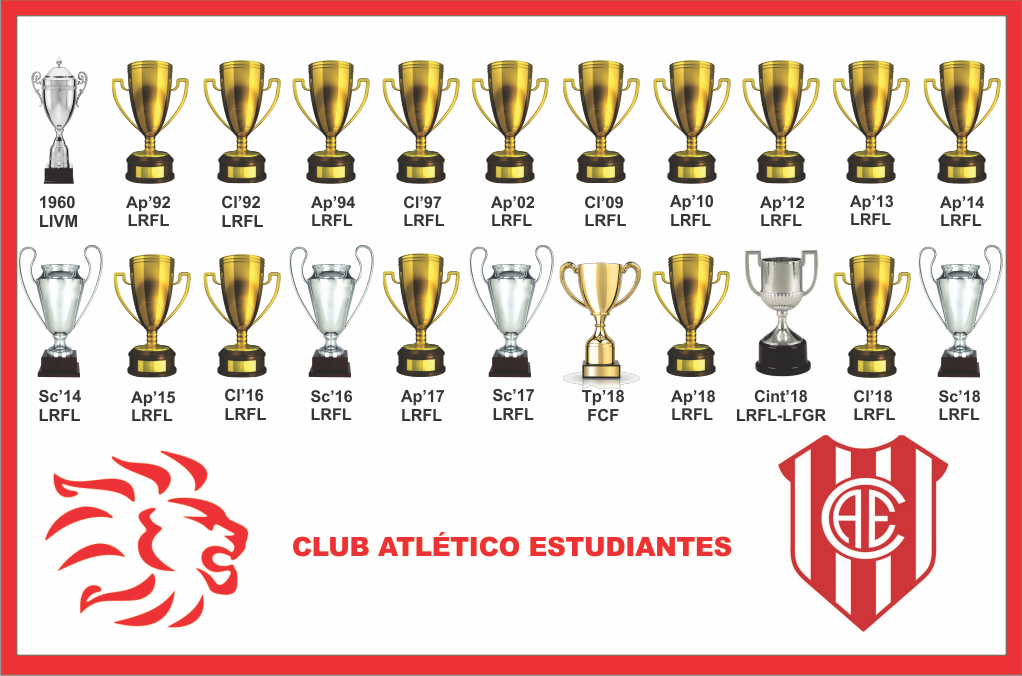 1960 Ap’92 Cl’92 Ap’94 Cl’97 Ap’02 Cl’09 Ap’10 Ap’12 Ap’13 Ap’14
LIVM LRFL LRFL LRFL LRFL LRFL LRFL LRFL LRFL LRFL LRFL
Sc’14 Ap’15 Cl’16 Sc’16 Ap’17 Sc’17 Tp’18 Ap’18 Cint’18 Cl’18 Sc’18
LRFL LRFL LRFL LRFL LRFL LRFL FCF LRFL LRFL-LFGR LRFL LRFL
CLUB ATLÉTICO ESTUDIANTES
CAE